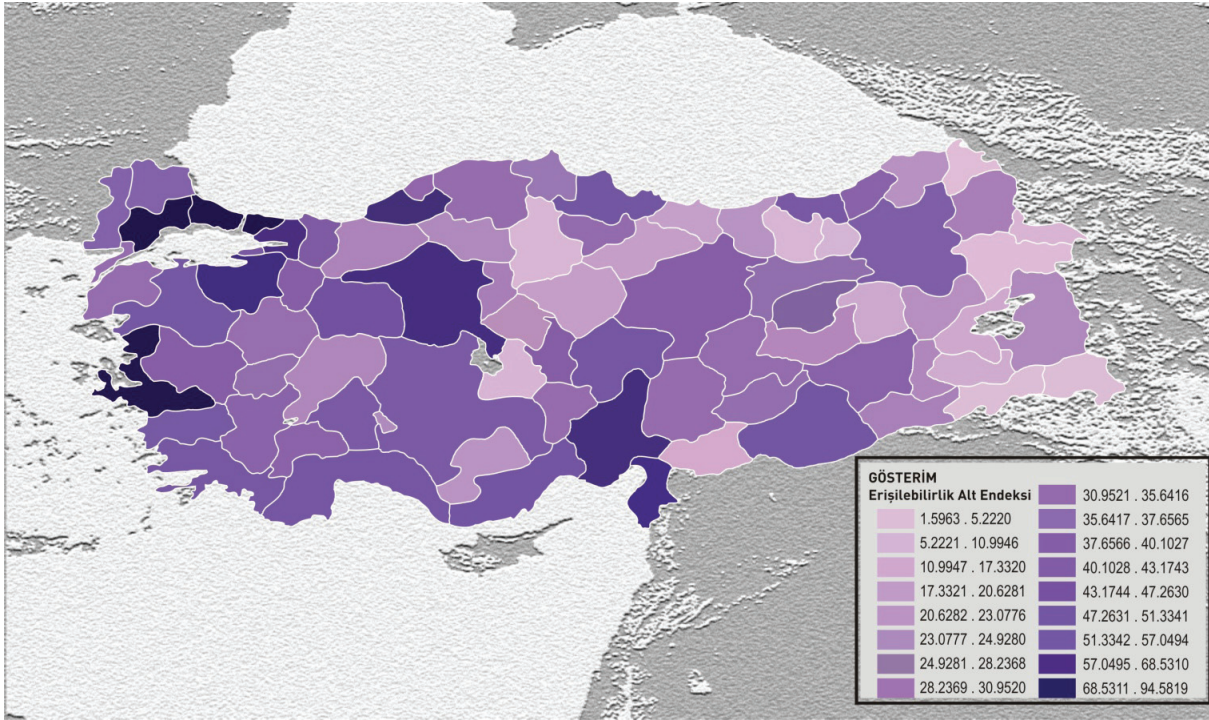 GÖSTERİM
Erişilebilirlik Alt Endeksi
1.5963 . 5.2220
5.2221 . 10.9946
10.9947 . 17.3320
17.3321 . 20.6281
20.6282 . 23.0776
23.0777 . 24.9280
24.9281 . 28.2368
28.2369 . 30.9520
30.9521 . 35.6416
35.6417 . 37.6565
37.6566 . 40.1027
40.1028 . 43.1743
43.1744 . 47.2630
47.2631 . 51.3341
51.3342 . 57.0494
57.0495 . 68.5310
68.5311 . 94.5819